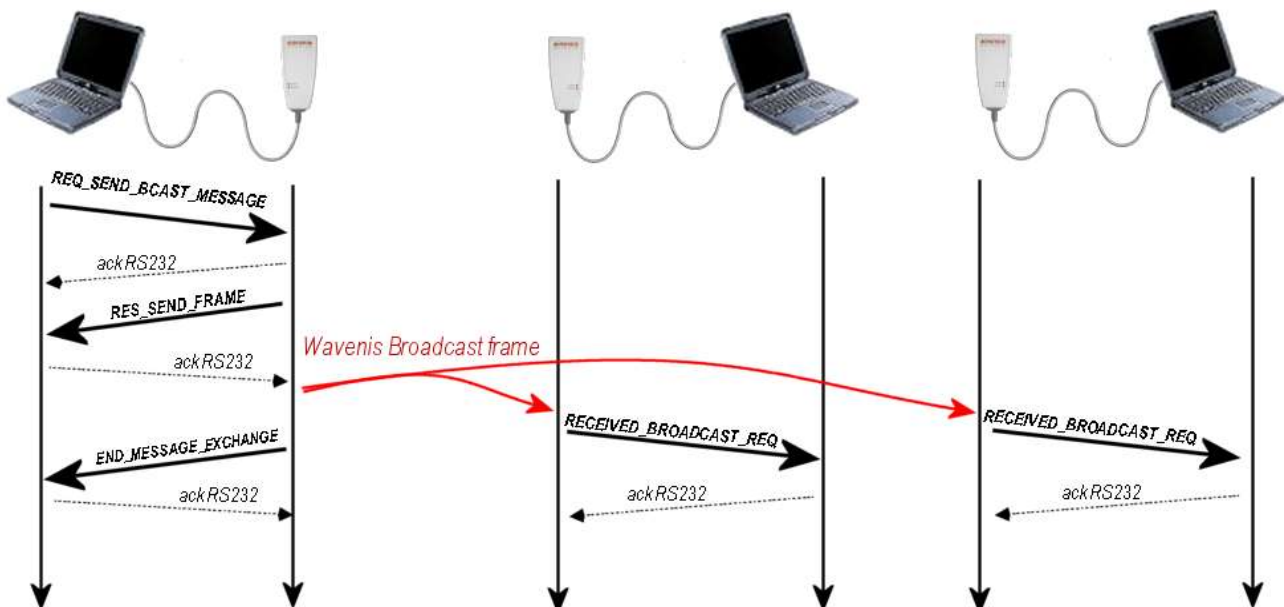 REQ_SEND_BCAST_MESSAGE
ackRS232
RES_SEND_FRAME
Wavenis Broadcast frame
ackRS232
RECEIVED_BROADCAST_REQ
RECEIVED_BROADCAST_REQ
END_MESSAGE_EXCHANGE
ackRS232
ackRS232
ackRS232